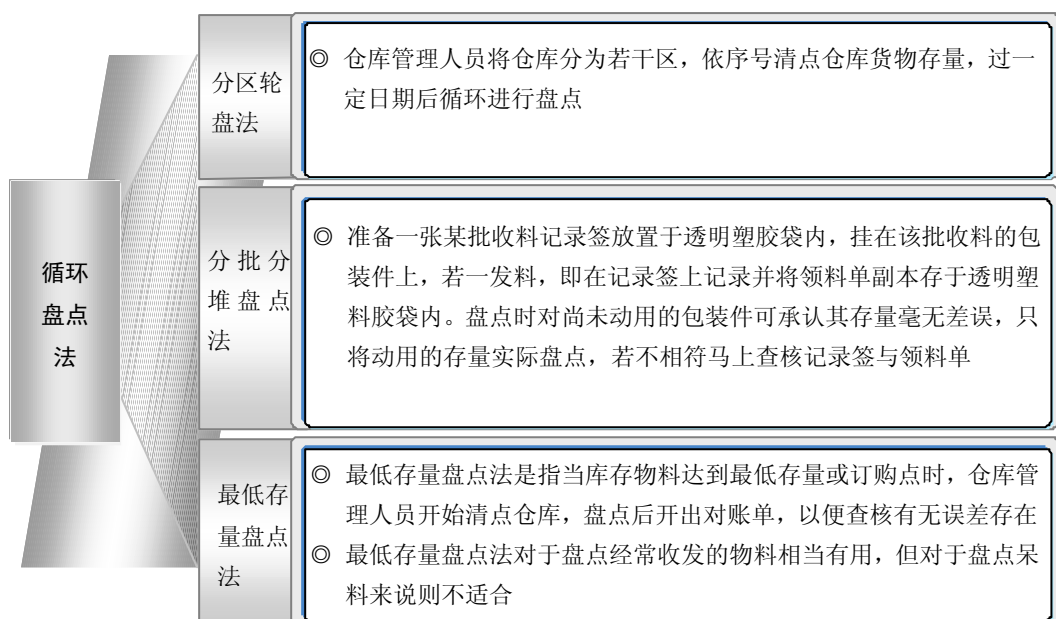 循环
盘点
法
分区轮
盘法
◎ 仓库管理人员将仓库分为若干区，依序号清点仓库货物存量，过一
定日期后循环进行盘点
分批分
堆盘点
法
◎ 准备一张某批收料记录签放置于透明塑胶袋内，挂在该批收料的包
装件上，若一发料，即在记录签上记录并将领料单副本存于透明塑
料胶袋内。盘点时对尚未动用的包装件可承认其存量毫无差误，只
将动用的存量实际盘点，若不相符马上查核记录签与领料单
最低存
量盘点
法
◎ 最低存量盘点法是指当库存物料达到最低存量或订购点时，仓库管
理人员开始清点仓库，盘点后开出对账单，以便查核有无误差存在
◎ 最低存量盘点法对于盘点经常收发的物料相当有用，但对于盘点呆
料来说则不适合